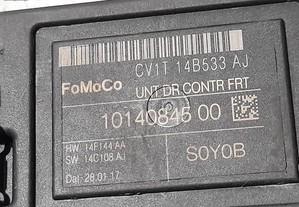 CV1T 14B533 AJ
FoMoCo
UNT DR CONTR FRT
10140845 00
HW: 14F144 AA
SW: 14C108 AJ
S0Y0B
Dat: 28.01.17